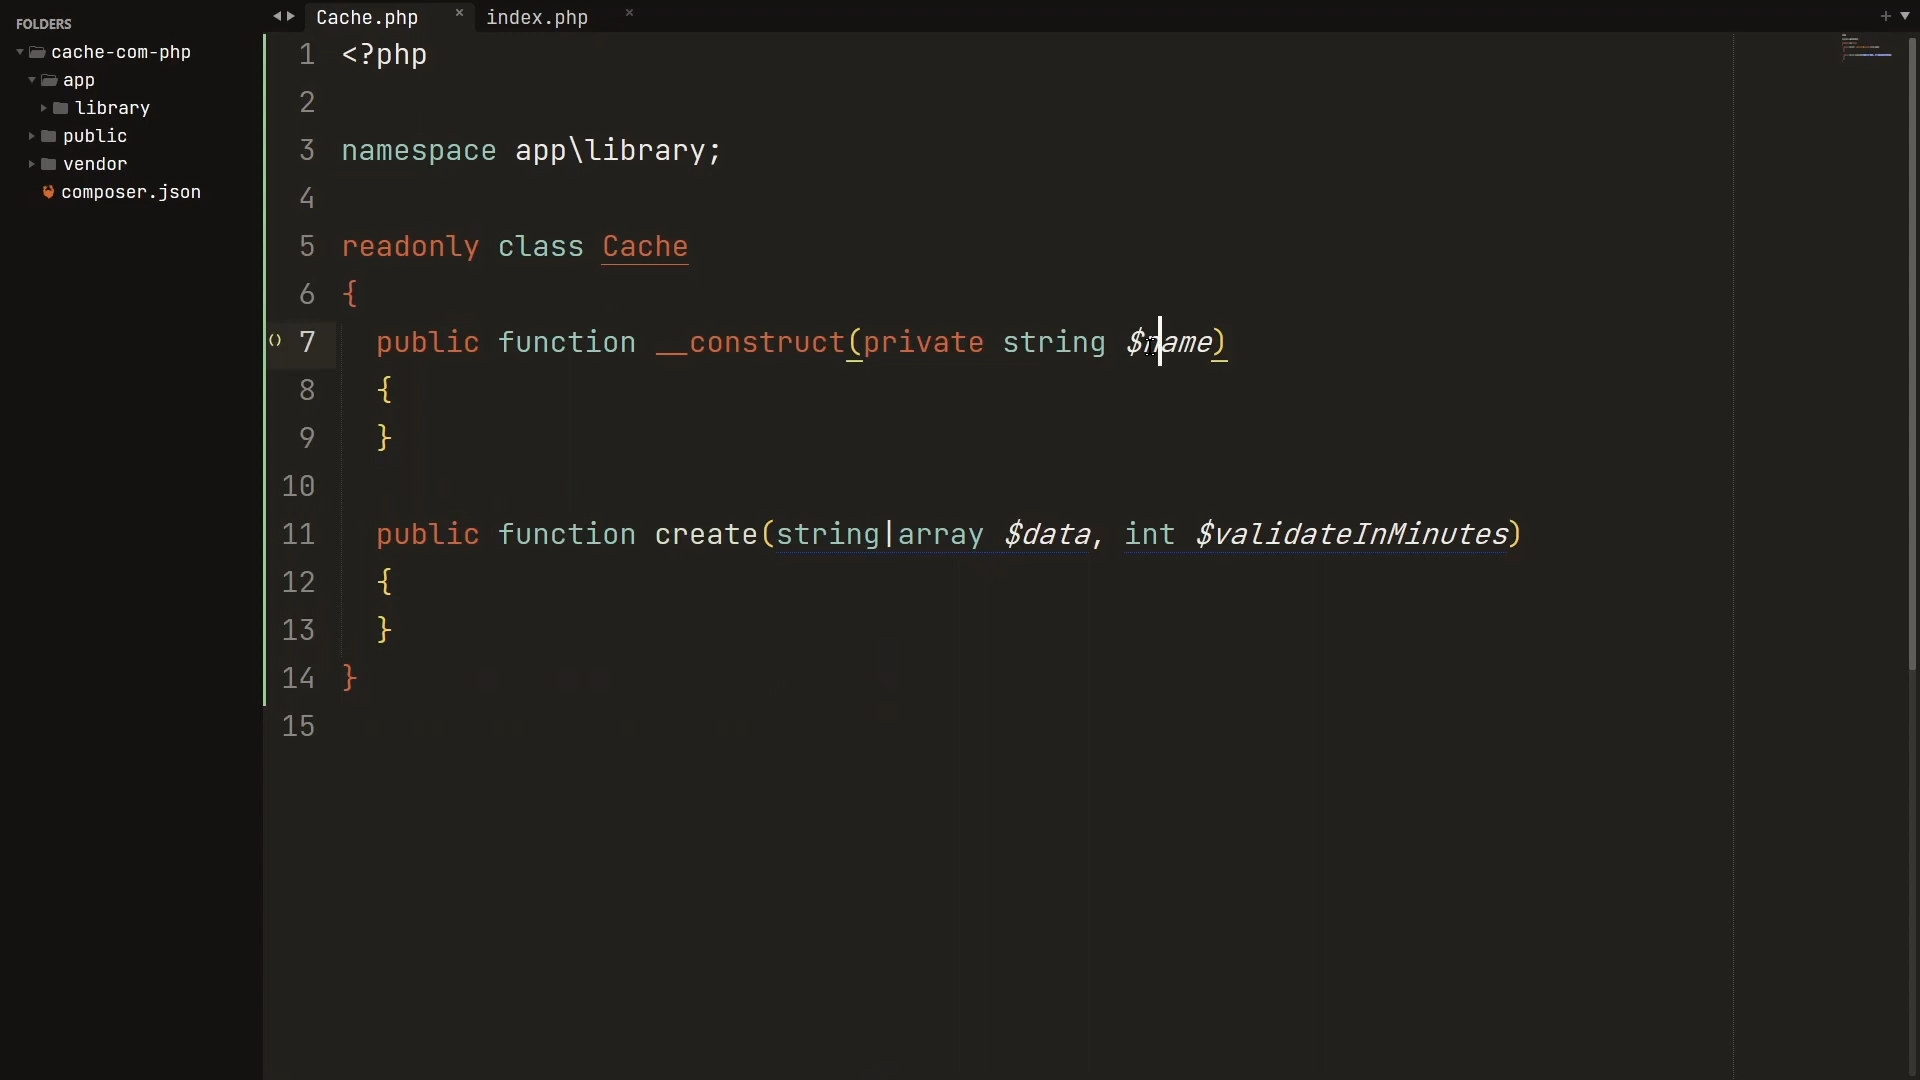 FOLDERS
cache-com-php
app
library
public
vendor
composer.json
Cache.php × index.php ×
1 <?php
2
3 namespace app\library;
4
5 readonly class Cache
6 {
7 public function __construct(private string $name)
8 {
9 }
10
11 public function create(string|array $data, int $validateInMinutes)
12 {
13 }
14 }
15